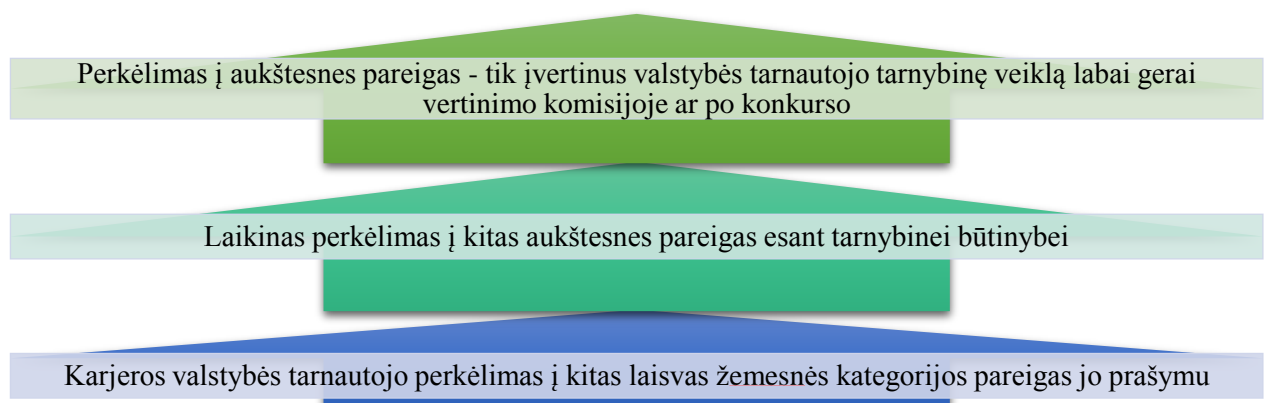 Perkėlimas į aukštesnes pareigas - tik įvertinus valstybės tarnautojo tarnybinę veiklą labai gerai
vertinimo komisijoje ar po konkurso
Laikinas perkėlimas į kitas aukštesnes pareigas esant tarnybinei būtinybei
Karjeros valstybės tarnautojo perkėlimas į kitas laisvas žemesnės kategorijos pareigas jo prašymu